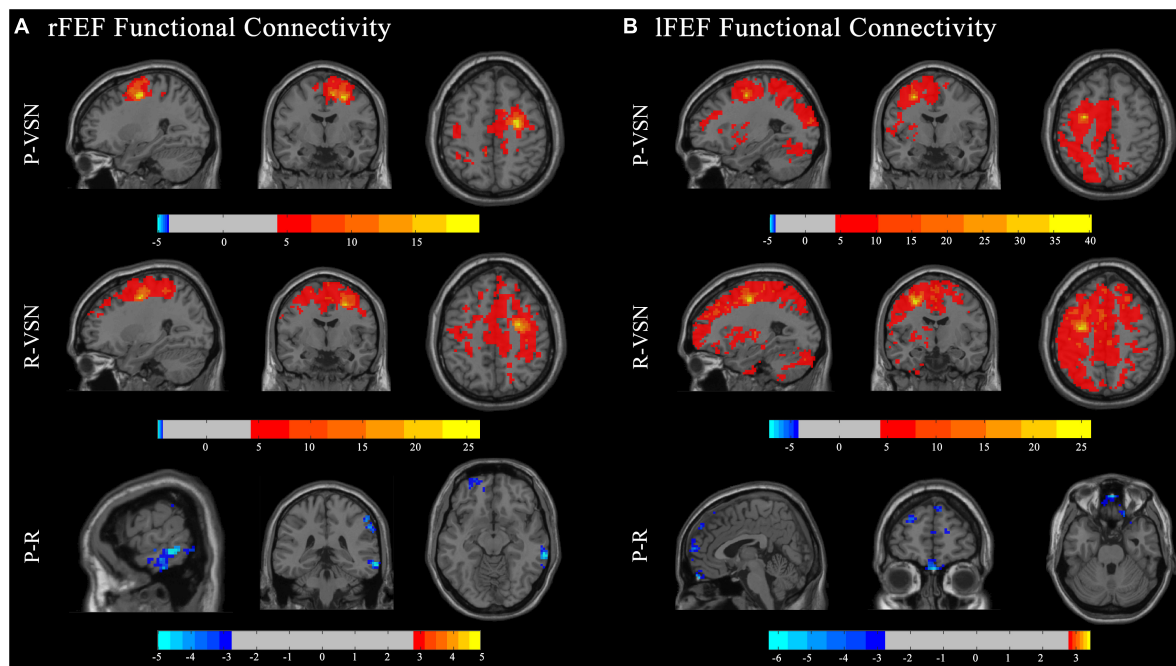 A rFEF Functional Connectivity
B lFEF Functional Connectivity
P-VSN
P-VSN
-5 0 5 10 15
-5 0 5 10 15 20 25 30 35 40
R-VSN
R-VSN
0 5 10 15 20 25
-5 0 5 10 15 20 25
P-R
P-R
-5 -4 -3 -2 -1 0 1 2 3 4 5
-6 -5 -4 -3 -2 -1 0 1 2 3